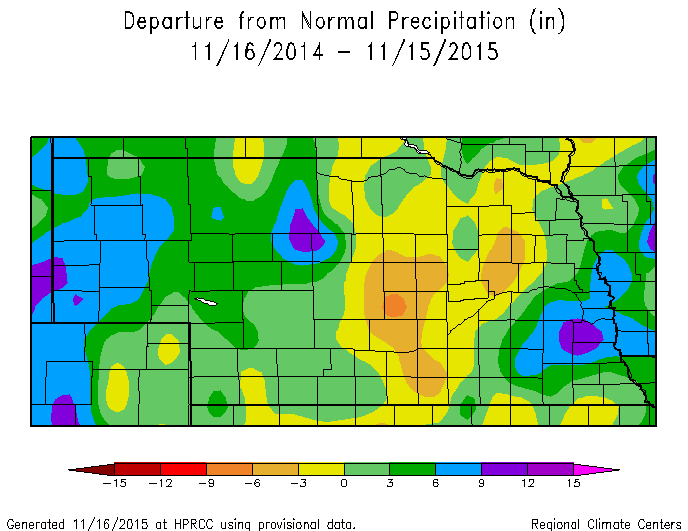 Departure from Normal Precipitation (in)
11/16/2014 – 11/15/2015
−15 −12 −9 −6 −3 0 3 6 9 12 15
Generated 11/16/2015 at HPRCC using provisional data. Regional Climate Centers